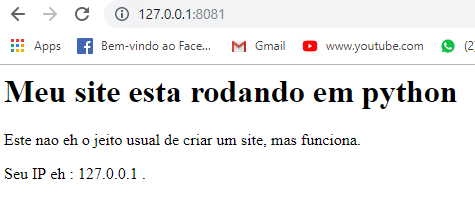 127.0.0.1:8081
Apps Bem-vindo ao Face... Gmail www.youtube.com (2)
Meu site esta rodando em python
Este nao eh o jeito usual de criar um site, mas funciona.
Seu IP eh : 127.0.0.1 .